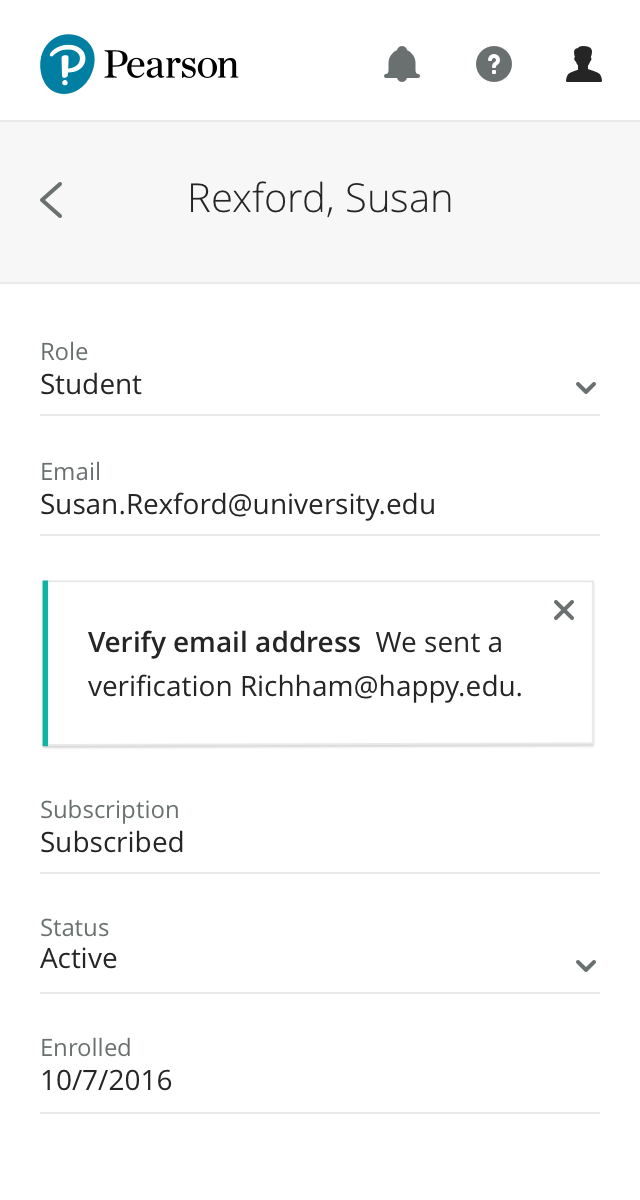 Pearson
?
Rexford, Susan
Role
Student
Email
Susan.Rexford@university.edu
Verify email address We sent a
verification Richham@happy.edu.
Subscription
Subscribed
Status
Active
Enrolled
10/7/2016